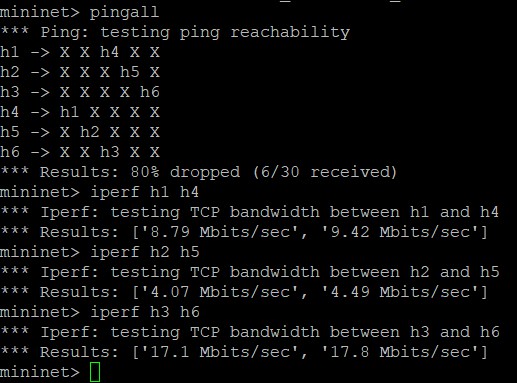 mininet> pingall
*** Ping: testing ping reachability
h1 -> X X h4 X X
h2 -> X X X h5 X
h3 -> X X X X h6
h4 -> h1 X X X X
h5 -> X h2 X X X
h6 -> X X h3 X X
*** Results: 80% dropped (6/30 received)
mininet> iperf h1 h4
*** Iperf: testing TCP bandwidth between h1 and h4
*** Results: ['8.79 Mbits/sec', '9.42 Mbits/sec']
mininet> iperf h2 h5
*** Iperf: testing TCP bandwidth between h2 and h5
*** Results: ['4.07 Mbits/sec', '4.49 Mbits/sec']
mininet> iperf h3 h6
*** Iperf: testing TCP bandwidth between h3 and h6
*** Results: ['17.1 Mbits/sec', '17.8 Mbits/sec']
mininet>